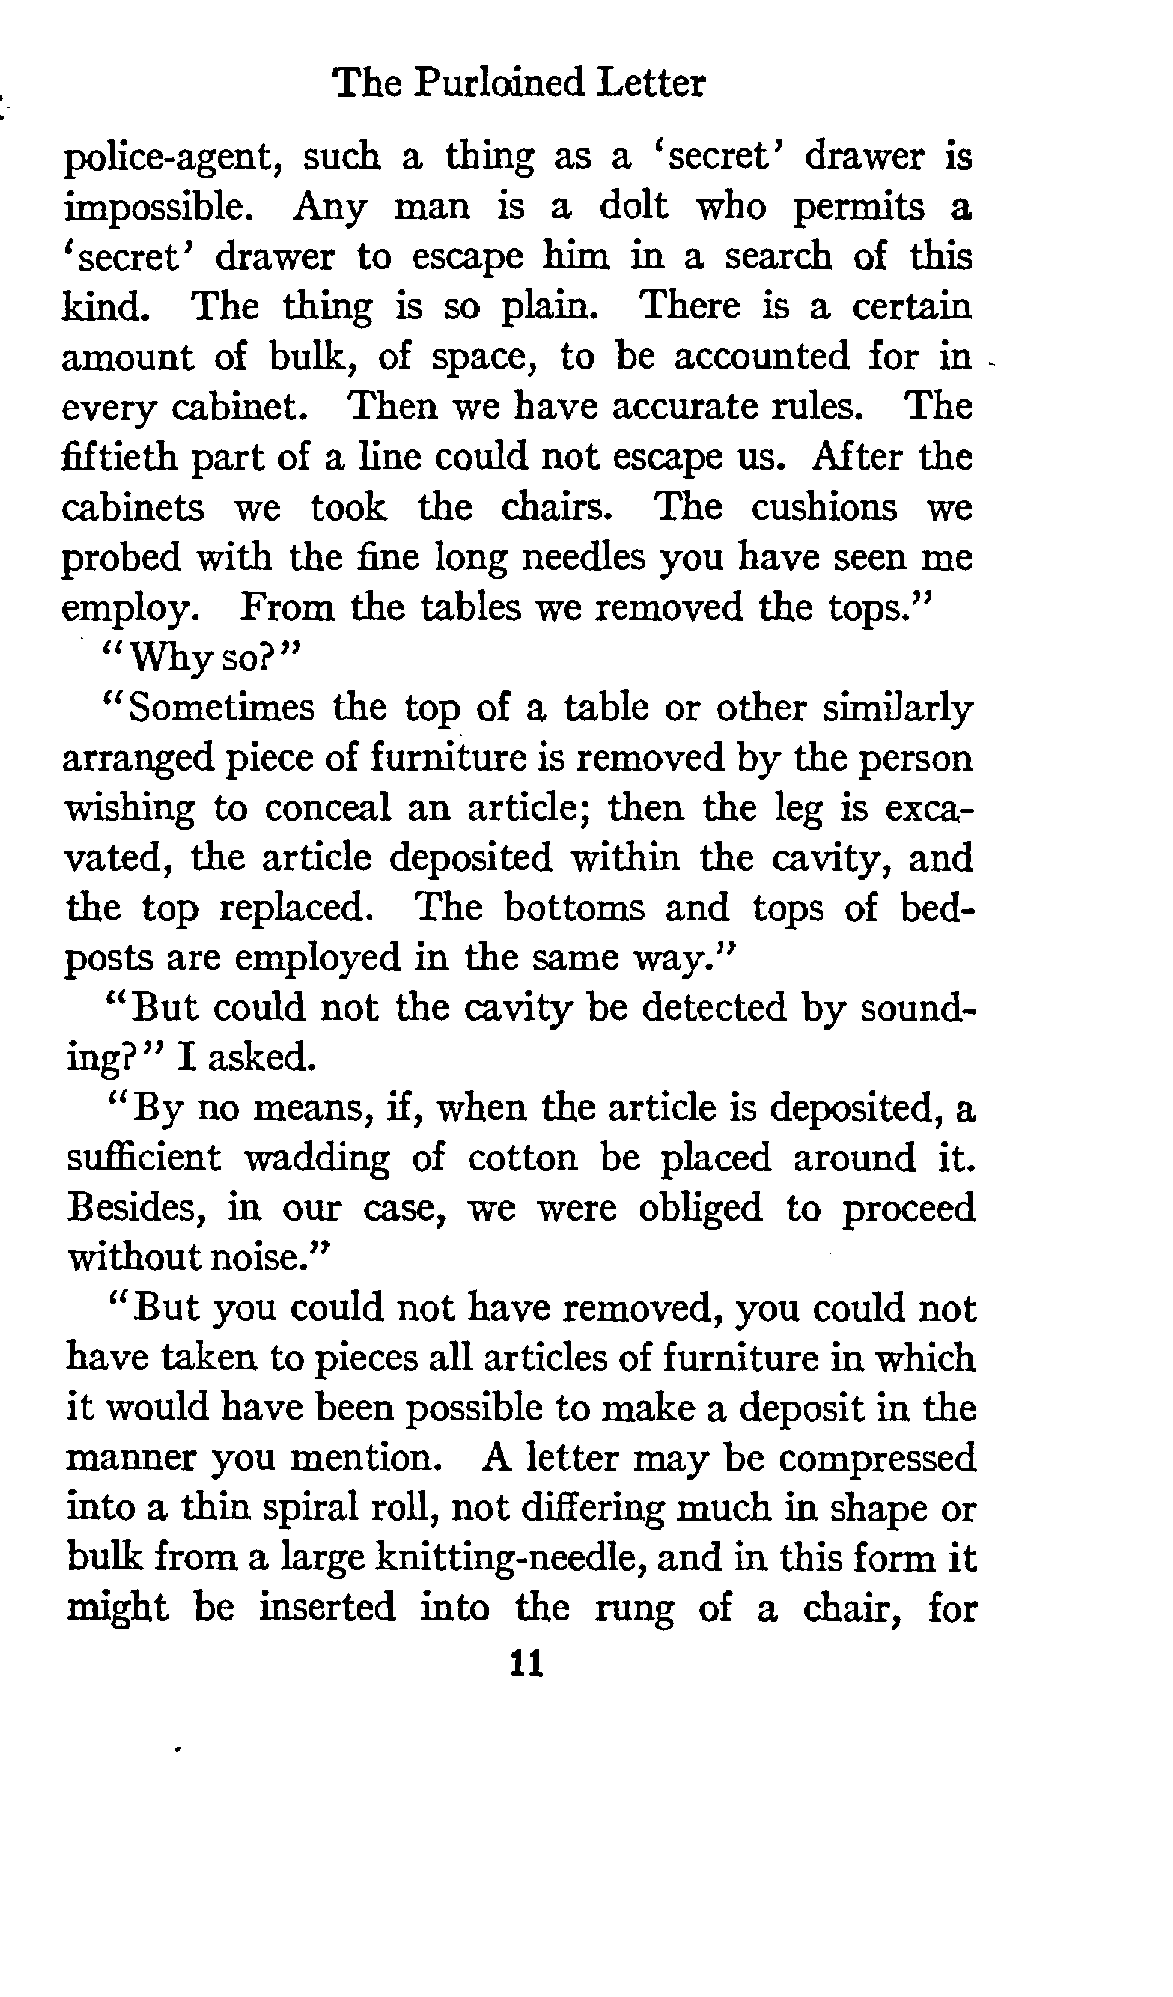 The Purloined Letter
police-agent, such a thing as a ‘secret’ drawer is
impossible. Any man is a dolt who permits a
‘secret’ drawer to escape him in a search of this
kind. The thing is so plain. There is a certain
amount of bulk, of space, to be accounted for in
every cabinet. Then we have accurate rules. The
fiftieth part of a line could not escape us. After the
cabinets we took the chairs. The cushions we
probed with the fine long needles you have seen me
employ. From the tables we removed the tops.”
“Why so?”
“Sometimes the top of a table or other similarly
arranged piece of furniture is removed by the person
wishing to conceal an article; then the leg is exca-
vated, the article deposited within the cavity, and
the top replaced. The bottoms and tops of bed-
posts are employed in the same way.”
“But could not the cavity be detected by sound-
ing?” I asked.
“By no means, if, when the article is deposited, a
sufficient wadding of cotton be placed around it.
Besides, in our case, we were obliged to proceed
without noise.”
“But you could not have removed, you could not
have taken to pieces all articles of furniture in which
it would have been possible to make a deposit in the
manner you mention. A letter may be compressed
into a thin spiral roll, not differing much in shape or
bulk from a large knitting-needle, and in this form it
might be inserted into the rung of a chair, for
11